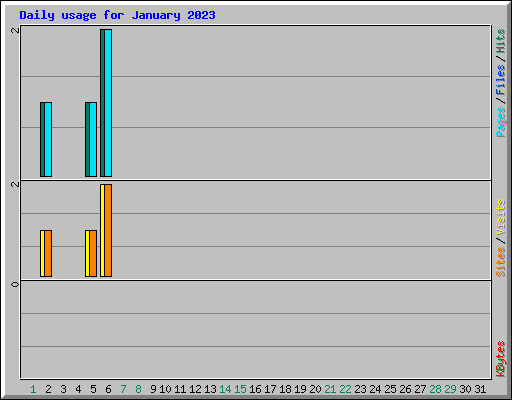 Daily usage for January 2023
2
Pages / Files / Hits
2
Sites / Visits
0
KBytes
1 2 3 4 5 6 7 8 9 10 11 12 13 14 15 16 17 18 19 20 21 22 23 24 25 26 27 28 29 30 31